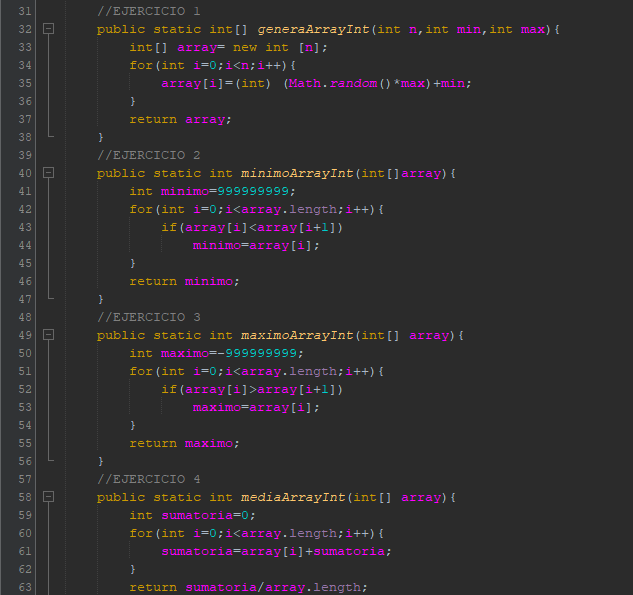 31 //EJERCICIO 1
32 public static int[] generaArrayInt(int n,int min,int max){
33 int[] array= new int [n];
34 for(int i=0;i<n;i++){
35 array[i]=(int) (Math.random()*max)+min;
36 }
37 return array;
38 }
39 //EJERCICIO 2
40 public static int minimoArrayInt(int[]array){
41 int minimo=999999999;
42 for(int i=0;i<array.length;i++){
43 if(array[i]<array[i+1])
44 minimo=array[i];
45 }
46 return minimo;
47 }
48 //EJERCICIO 3
49 public static int maximoArrayInt(int[] array){
50 int maximo=-999999999;
51 for(int i=0;i<array.length;i++){
52 if(array[i]>array[i+1])
53 maximo=array[i];
54 }
55 return maximo;
56 }
57 //EJERCICIO 4
58 public static int mediaArrayInt(int[] array){
59 int sumatoria=0;
60 for(int i=0;i<array.length;i++){
61 sumatoria=array[i]+sumatoria;
62 }
63 return sumatoria/array.length;